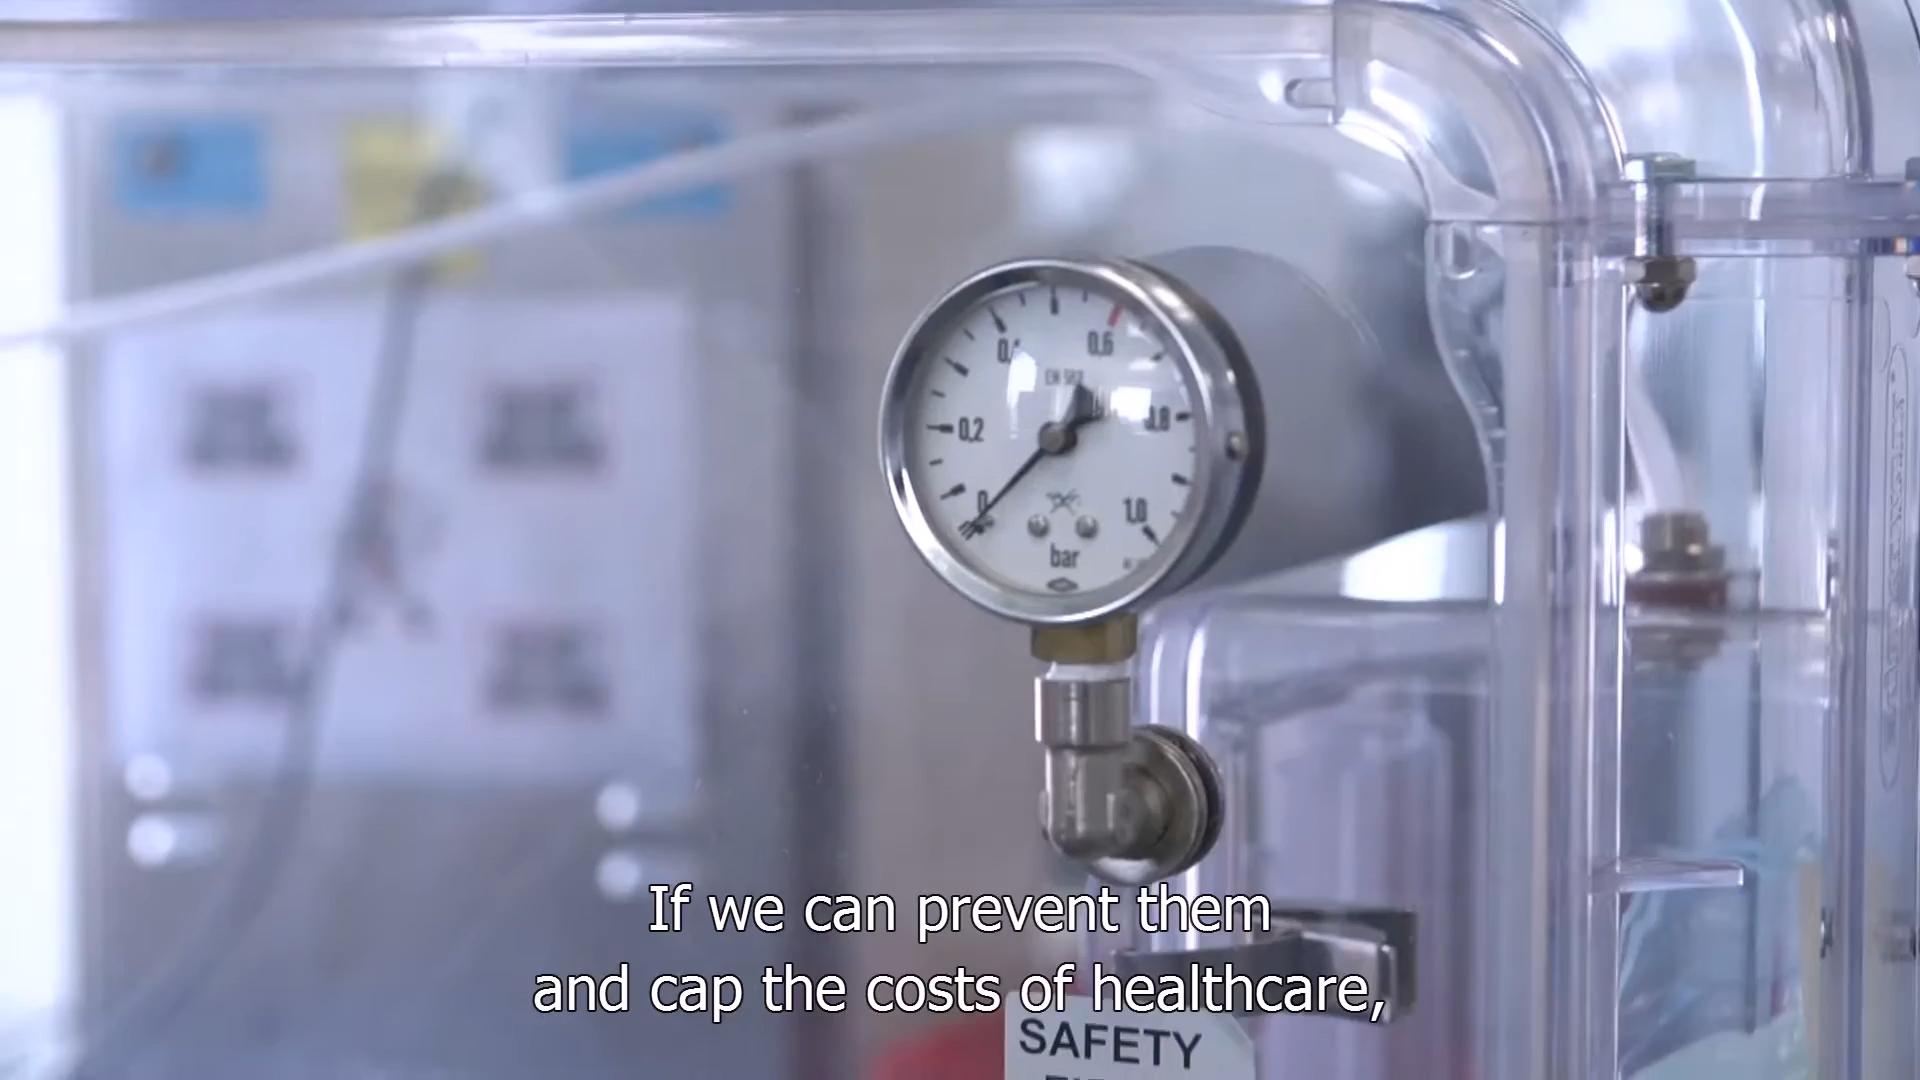 0,6
0,2
0
1.0
bar
If we can prevent them
and cap the costs of healthcare,
SAFETY